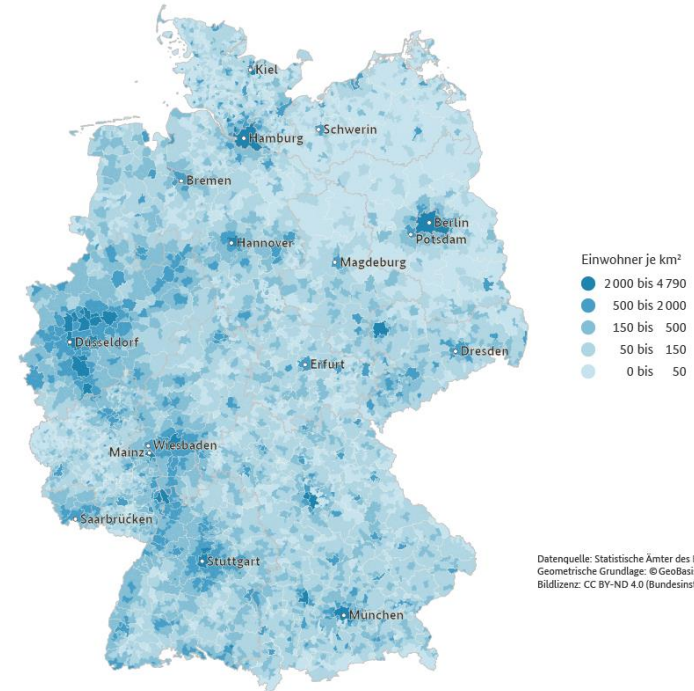 Kiel
Schwerin
Hamburg
Bremen
Berlin
Potsdam
Hannover
Magdeburg
Düsseldorf
Dresden
Erfurt
Wiesbaden
Mainz
Saarbrücken
Stuttgart
München
Einwohner je km²
2 000 bis 4 790
500 bis 2 000
150 bis 500
50 bis 150
0 bis 50
Datenquelle: Statistische Ämter des
Geometrische Grundlage: © GeoBasis
Bildlizenz: CC BY-ND 4.0 (Bundesinst